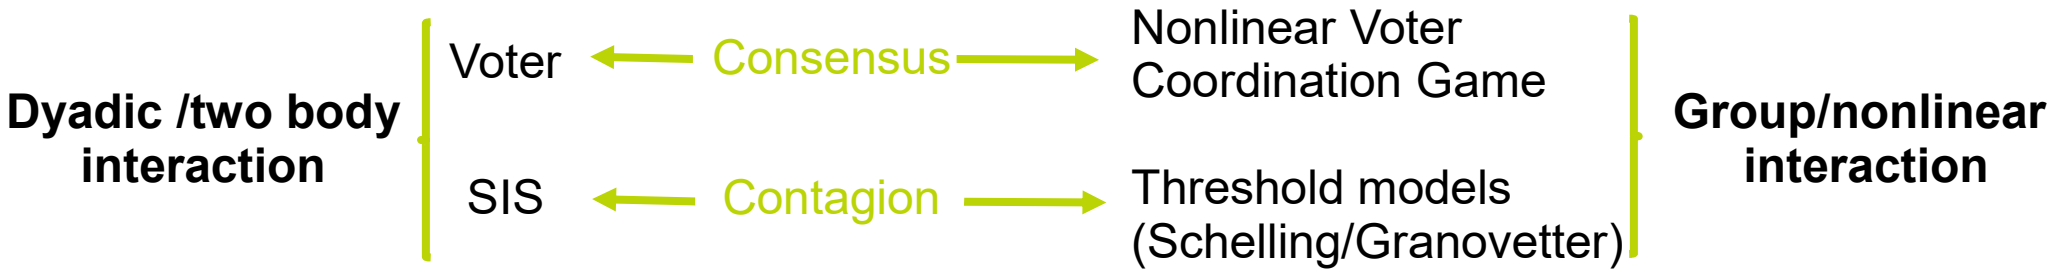 Dyadic /two body
interaction
Voter
SIS
Consensus
Contagion
Nonlinear Voter
Coordination Game
Threshold models
(Schelling/Granovetter)
Group/nonlinear
interaction